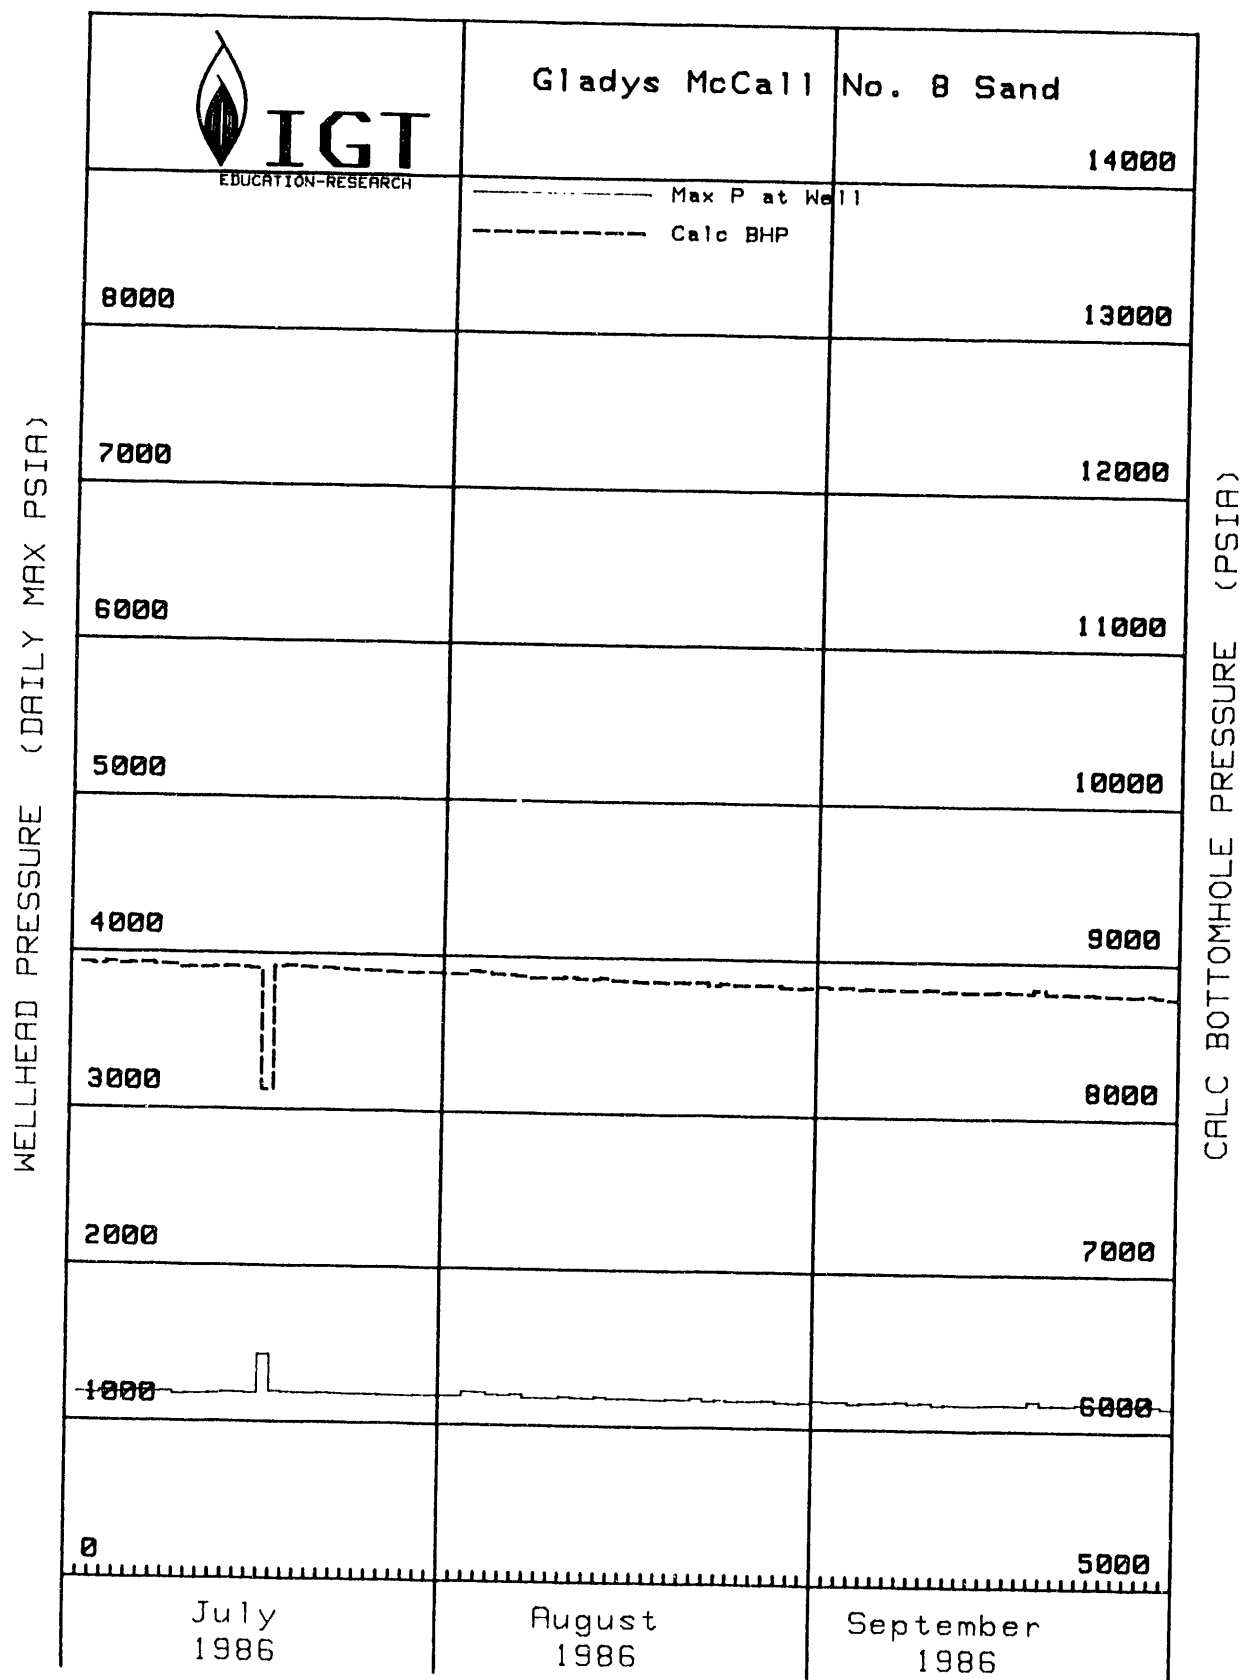 Gladys McCall No. 8 Sand
IGT
EDUCATION-RESEARCH
Max P at Well
Calc BHP
WELLHEAD PRESSURE (DAILY MAX PSIA)
8000
7000
6000
5000
4000
3000
2000
1000
0
14000
13000
12000
11000
10000
9000
8000
7000
6000
5000
CALC BOTTOMHOLE PRESSURE (PSIA)
July
1986
August
1986
September
1986